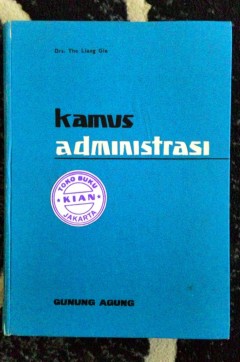 Drs. The Liang Gie
kamus
administrasi
TOKO BUKU
KIAN
JAKARTA
GUNUNG AGUNG